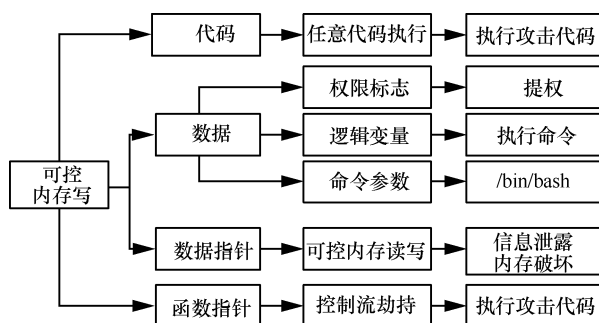 代码
任意代码执行
执行攻击代码
权限标志
提权
数据
逻辑变量
执行命令
可控
内存写
命令参数
/bin/bash
数据指针
可控内存读写
信息泄露
内存破坏
函数指针
控制流劫持
执行攻击代码